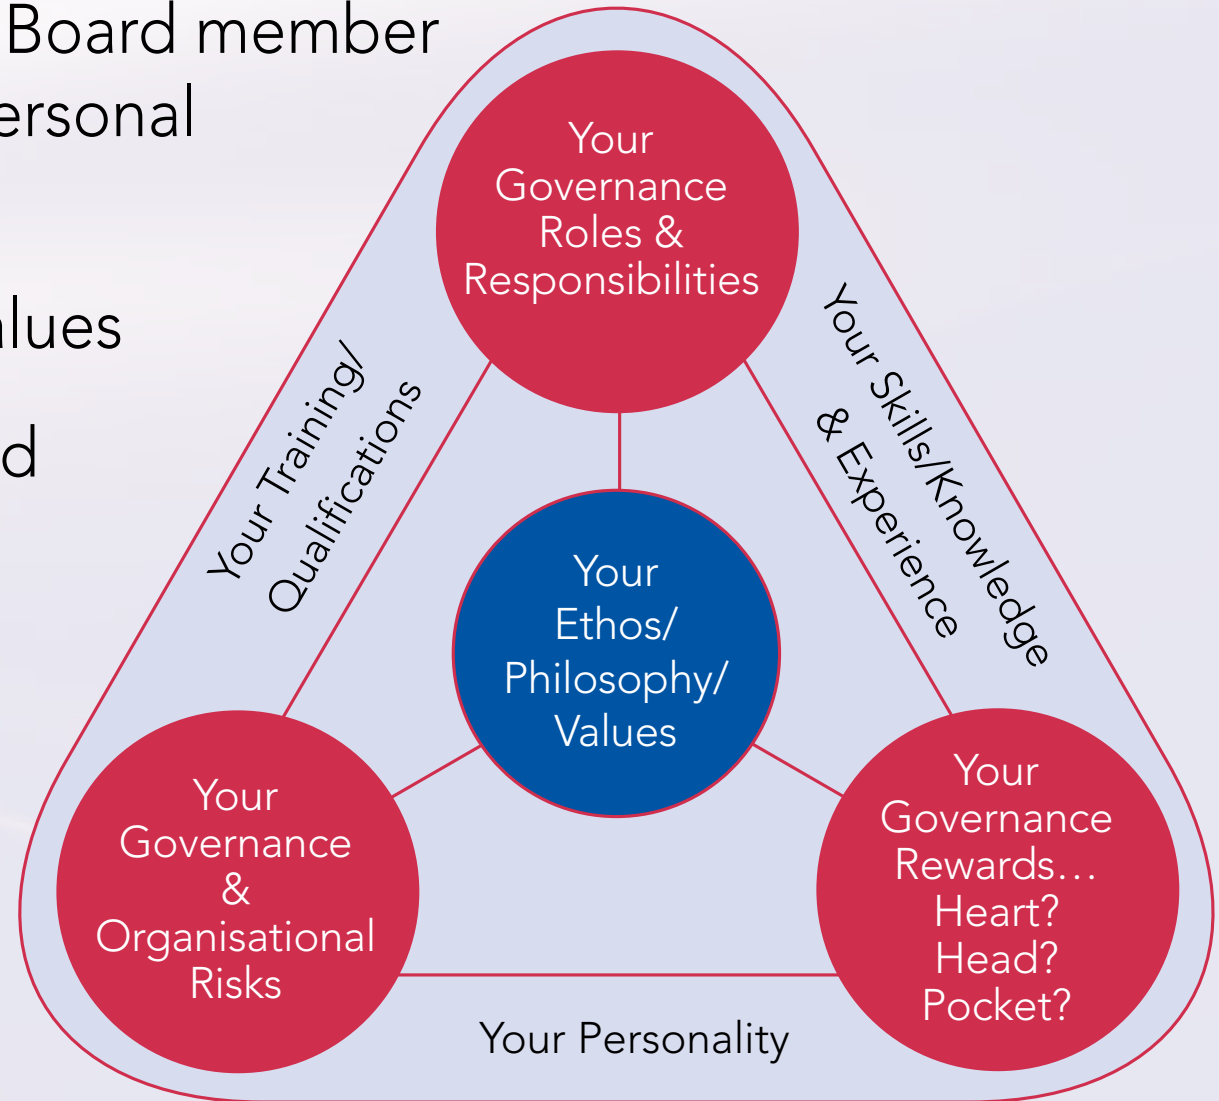 Board member
ersonal
alues
d
Your
Governance
Roles &
Responsibilities
Your Training/
Qualifications
Your Skills/Knowledge
& Experience
Your
Ethos/
Philosophy/
Values
Your
Governance
&
Organisational
Risks
Your
Governance
Rewards…
Heart?
Head?
Pocket?
Your Personality